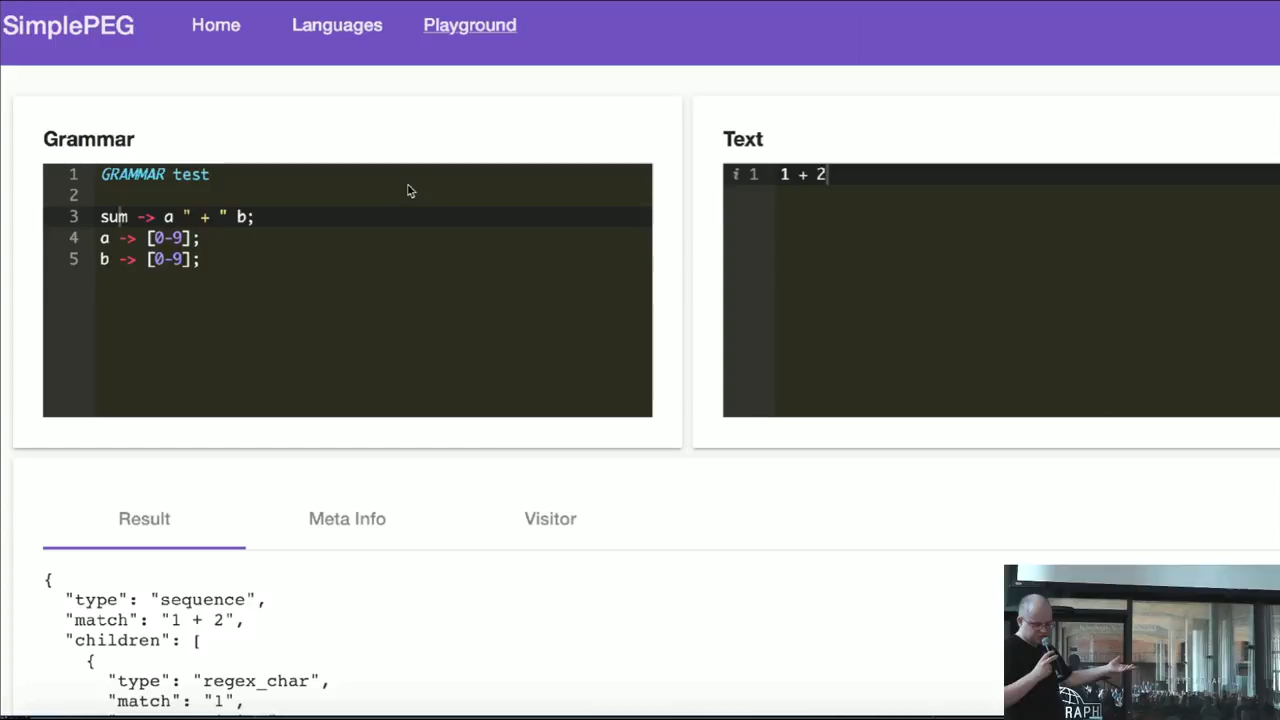 SimplePEG Home Languages Playground
Grammar
1 GRAMMAR test
2
3 sum -> a " + " b;
4 a -> [0-9];
5 b -> [0-9];
Text
i 1 1 + 2
Result Meta Info Visitor
{
"type": "sequence",
"match": "1 + 2",
"children": [
{
"type": "regex_char",
"match": "1",
RAPH